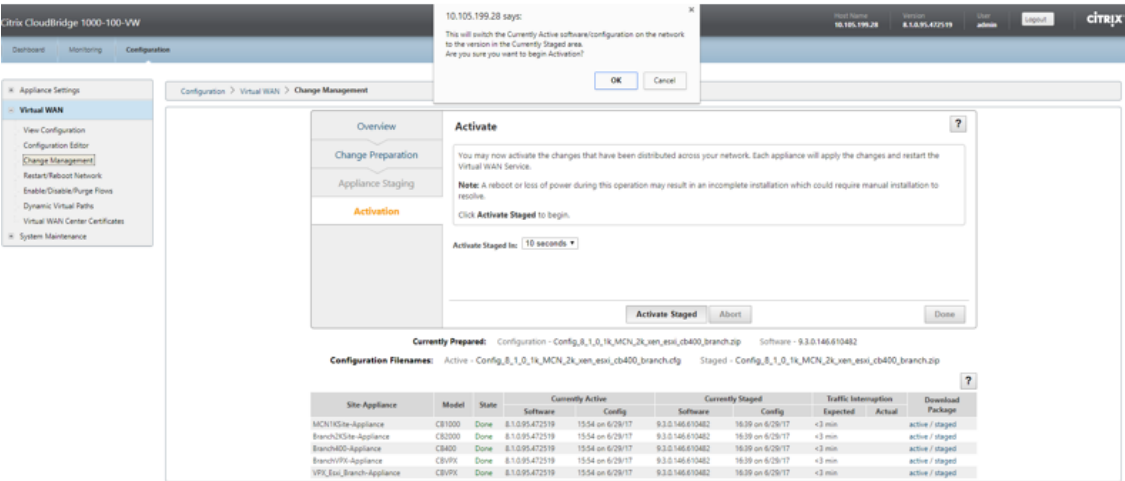 Citrix CloudBridge 1000-100-VW
Host Name
10.105.199.28
Version
8.1.0.95.472519
User
admin
Logout
CITRIX
Dashboard Monitoring Configuration
10.105.199.28 says:
This will switch the Currently Active software/configuration on the network
to the version in the Currently Staged area.
Are you sure you want to begin Activation?
OK Cancel
Appliance Settings
Virtual WAN
View Configuration
Configuration Editor
Change Management
Restart/Reboot Network
Enable/Disable/Purge Flows
Dynamic Virtual Paths
Virtual WAN Center Certificates
System Maintenance
Configuration > Virtual WAN > Change Management
Overview
Change Preparation
Appliance Staging
Activation
Activate ?
You may now activate the changes that have been distributed across your network. Each appliance will apply the changes and restart the
Virtual WAN Service.
Note: A reboot or loss of power during this operation may result in an incomplete installation which could require manual installation to
resolve.
Click Activate Staged to begin.
Activate Staged In: 10 seconds
Activate Staged Abort Done
Currently Prepared: Configuration - Config_8_1_0_1k_MCN_2k_xen_esxi_cb400_branch.zip Software - 9.3.0.146.610482
Configuration Filenames: Active - Config_8_1_0_1k_MCN_2k_xen_esxi_cb400_branch.cfg Staged - Config_8_1_0_1k_MCN_2k_xen_esxi_cb400_branch.zip
?
Site-Appliance Model State Currently Active Currently Staged Traffic Interruption Download Package
Software Config Software Config Expected Actual
MCN1KSite-Appliance CB1000 Done 8.1.0.95.472519 15:54 on 6/29/17 9.3.0.146.610482 16:39 on 6/29/17 <3 min active / staged
Branch2KSite-Appliance CB2000 Done 8.1.0.95.472519 15:54 on 6/29/17 9.3.0.146.610482 16:39 on 6/29/17 <3 min active / staged
Branch400-Appliance CB400 Done 8.1.0.95.472519 15:54 on 6/29/17 9.3.0.146.610482 16:39 on 6/29/17 <3 min active / staged
BranchVPX-Appliance CBVPX Done 8.1.0.95.472519 15:54 on 6/29/17 9.3.0.146.610482 16:39 on 6/29/17 <3 min active / staged
VPX_Esxi_Branch-Appliance CBVPX Done 8.1.0.95.472519 15:54 on 6/29/17 9.3.0.146.610482 16:39 on 6/29/17 <3 min active / staged